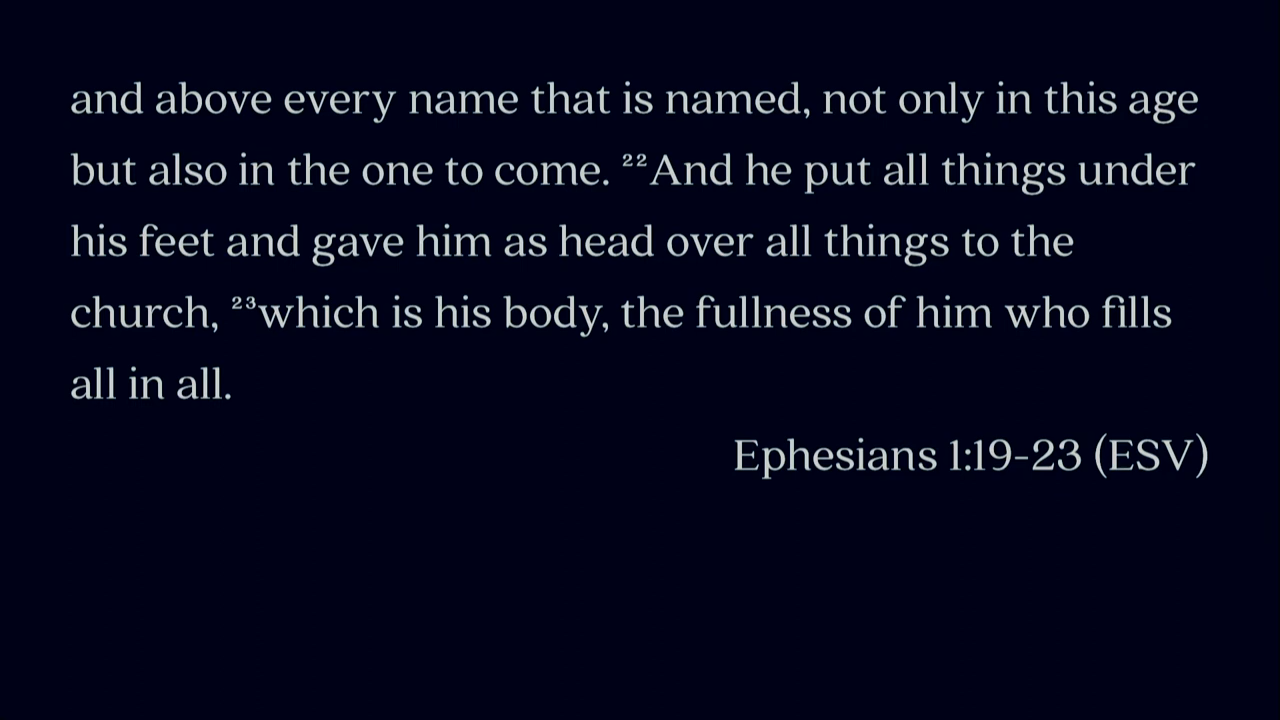 and above every name that is named, not only in this age
but also in the one to come. ²²And he put all things under
his feet and gave him as head over all things to the
church, ²³which is his body, the fullness of him who fills
all in all.
Ephesians 1:19-23 (ESV)